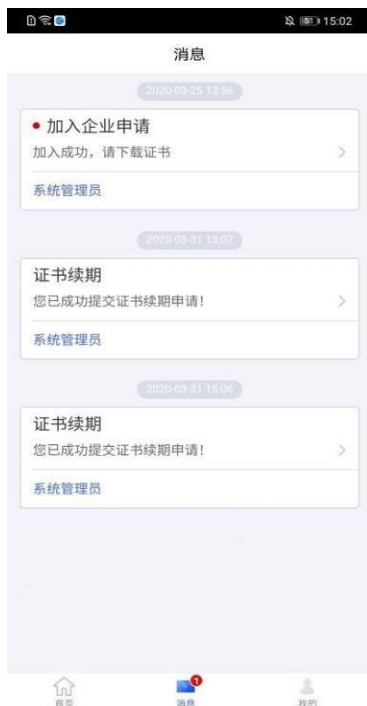 15:02
消息
2020-03-25 13:56
加入企业申请
加入成功，请下载证书
系统管理员
2020-03-31 15:07
证书续期
您已成功提交证书续期申请！
系统管理员
2020-03-31 15:06
证书续期
您已成功提交证书续期申请！
系统管理员
1
首页
消息
我的